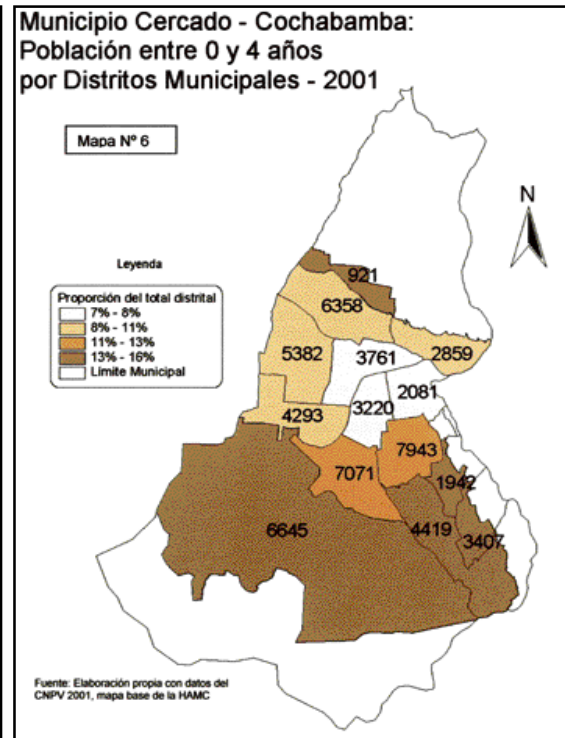 Municipio Cercado - Cochabamba:
Población entre 0 y 4 años
por Distritos Municipales - 2001
Mapa Nº 6
N
Leyenda
Proporción del total distrital
7% - 8%
8% - 11%
11% - 13%
13% - 16%
Límite Municipal
921
6358
5382
3761
2859
2081
4293
3220
7943
7071
1942
6645
4419
3407
Fuente: Elaboración propia con datos del
CNPV 2001, mapa base de la HAMC